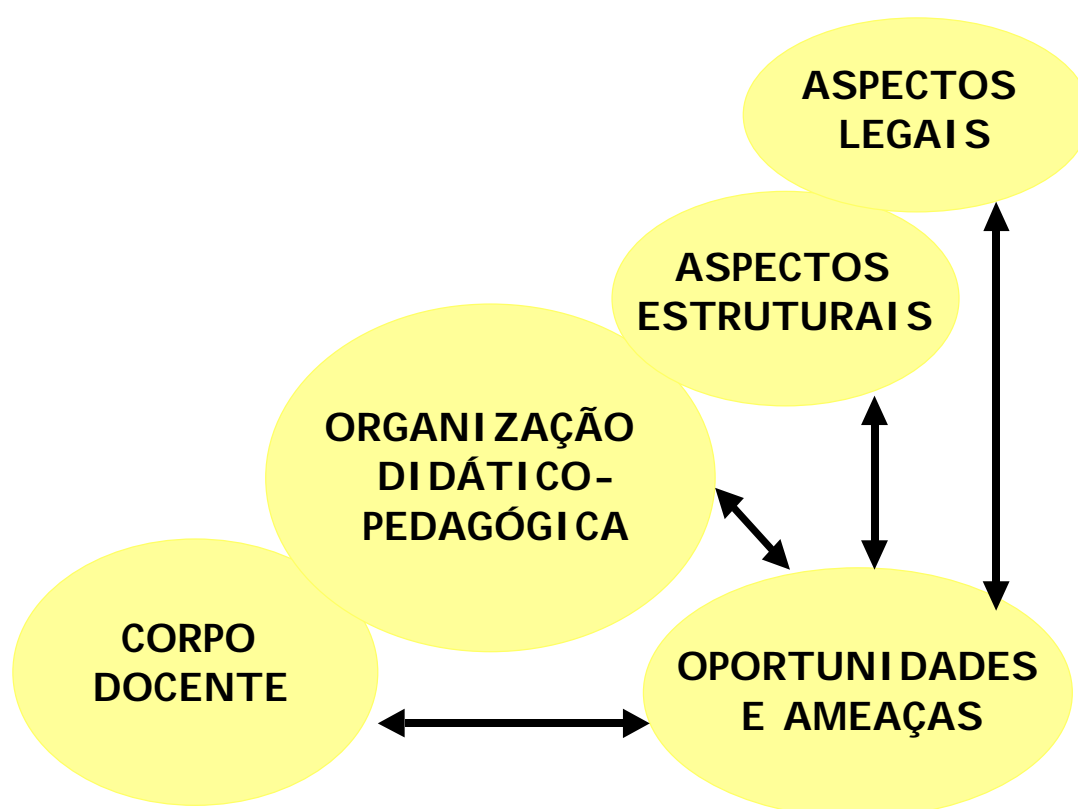 ASPECTOS
LEGAIS
ASPECTOS
ESTRUTURAIS
ORGANIZAÇÃO
DIDÁTICO-
PEDAGÓGICA
CORPO
DOCENTE
OPORTUNIDADES
E AMEAÇAS